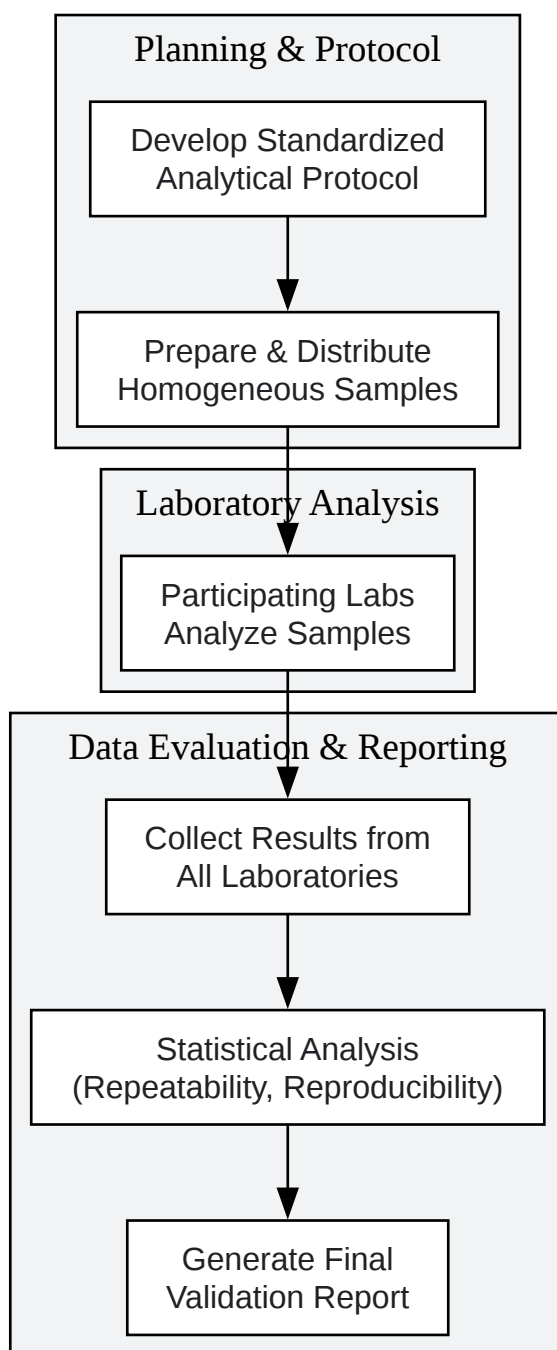 Planning & Protocol
Develop Standardized
Analytical Protocol
Prepare & Distribute
Homogeneous Samples
Laboratory Analysis
Participating Labs
Analyze Samples
Data Evaluation & Reporting
Collect Results from
All Laboratories
Statistical Analysis
(Repeatability, Reproducibility)
Generate Final
Validation Report